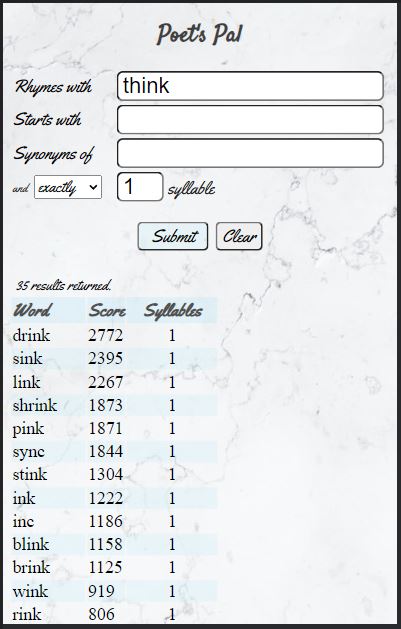 Poet's Pal
Rhymes with think
Starts with
Synonyms of
and exactly 1 syllable
Submit Clear
35 results returned.
Word Score Syllables
drink 2772 1
sink 2395 1
link 2267 1
shrink 1873 1
pink 1871 1
sync 1844 1
stink 1304 1
ink 1222 1
inc 1186 1
blink 1158 1
brink 1125 1
wink 919 1
rink 806 1